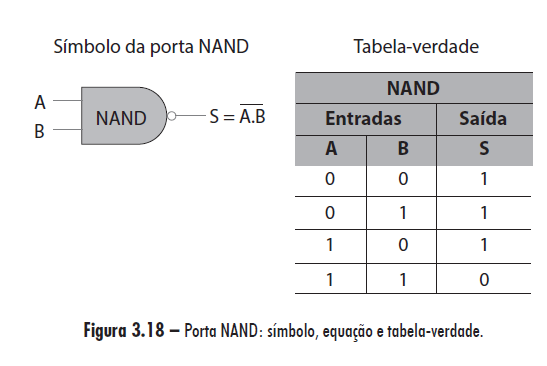 Símbolo da porta NAND
A
B
NAND
S = A̅.̅B̅
Tabela-verdade
NAND
Entradas Saída
A B S
0 0 1
0 1 1
1 0 1
1 1 0
Figura 3.18 – Porta NAND: símbolo, equação e tabela-verdade.